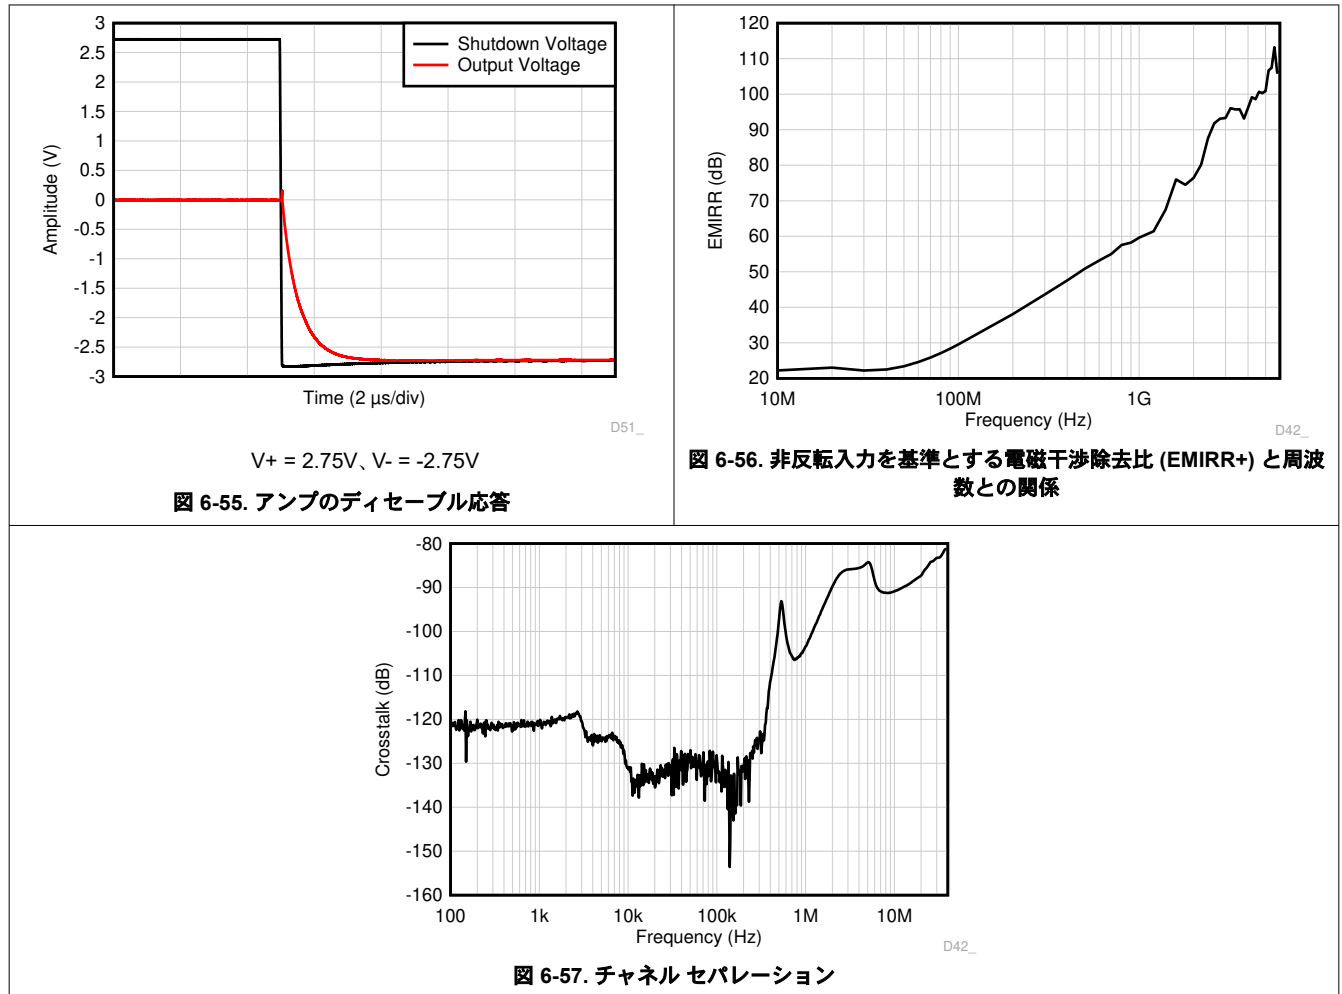 3
2.5
2
1.5
1
0.5
0
-0.5
-1
-1.5
-2
-2.5
-3
Amplitude (V)
Shutdown Voltage
Output Voltage
Time (2 µs/div)
D51_
V+ = 2.75V、V- = -2.75V
図 6-55. アンプのディセーブル応答
120
110
100
90
80
70
60
50
40
30
20
EMIRR (dB)
10M 100M 1G
Frequency (Hz)
D42_
図 6-56. 非反転入力を基準とする電磁干渉除去比 (EMIRR+) と周波
数との関係
-80
-90
-100
-110
-120
-130
-140
-150
-160
Crosstalk (dB)
100 1k 10k 100k 1M 10M
Frequency (Hz)
D42_
図 6-57. チャネル セパレーション